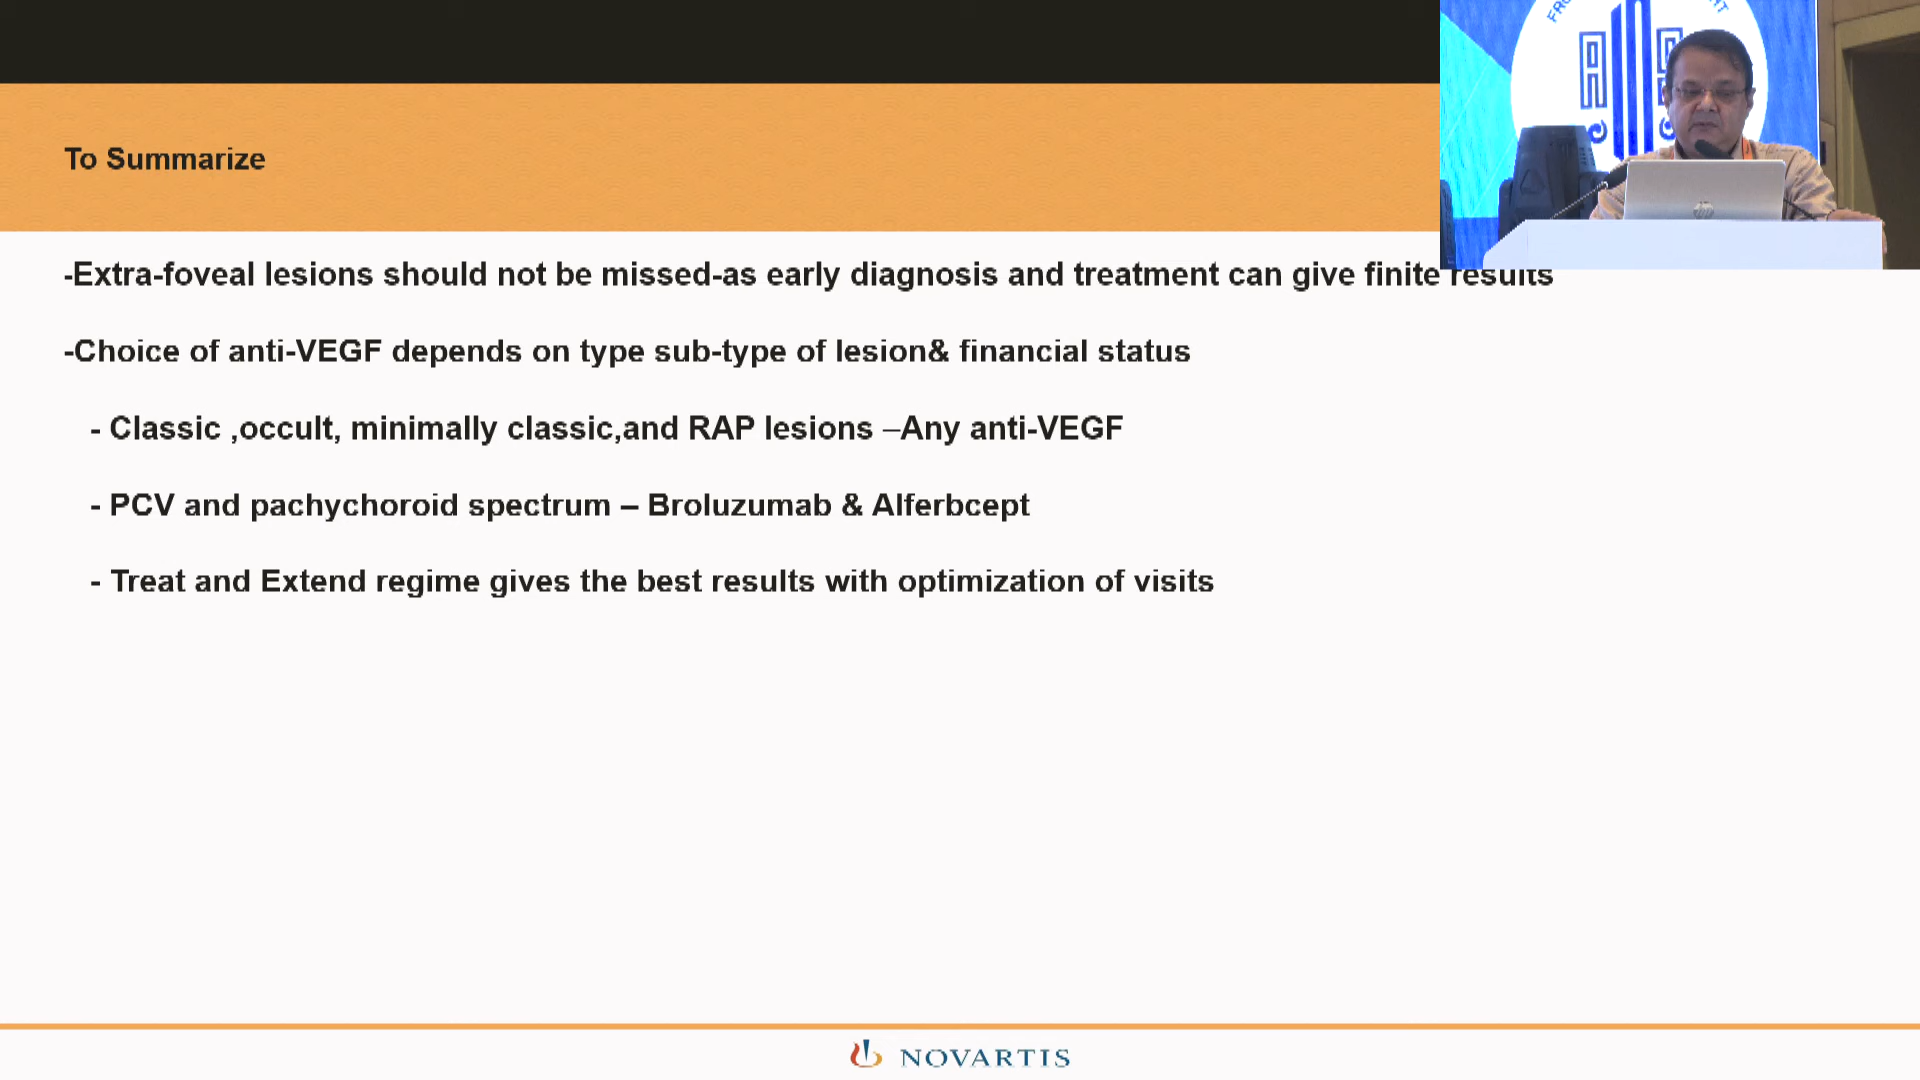 To Summarize
-Extra-foveal lesions should not be missed-as early diagnosis and treatment can give finite results
-Choice of anti-VEGF depends on type sub-type of lesion& financial status
- Classic ,occult, minimally classic,and RAP lesions –Any anti-VEGF
- PCV and pachychoroid spectrum – Broluzumab & Alferbcept
- Treat and Extend regime gives the best results with optimization of visits
NOVARTIS